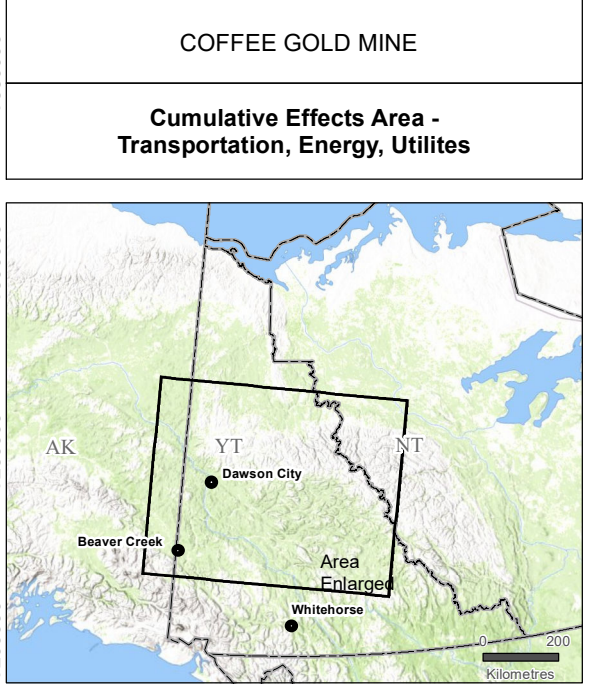 COFFEE GOLD MINE
Cumulative Effects Area -
Transportation, Energy, Utilites
AK
YT
NT
Dawson City
Beaver Creek
Area
Enlarged
Whitehorse
0 200
Kilometres